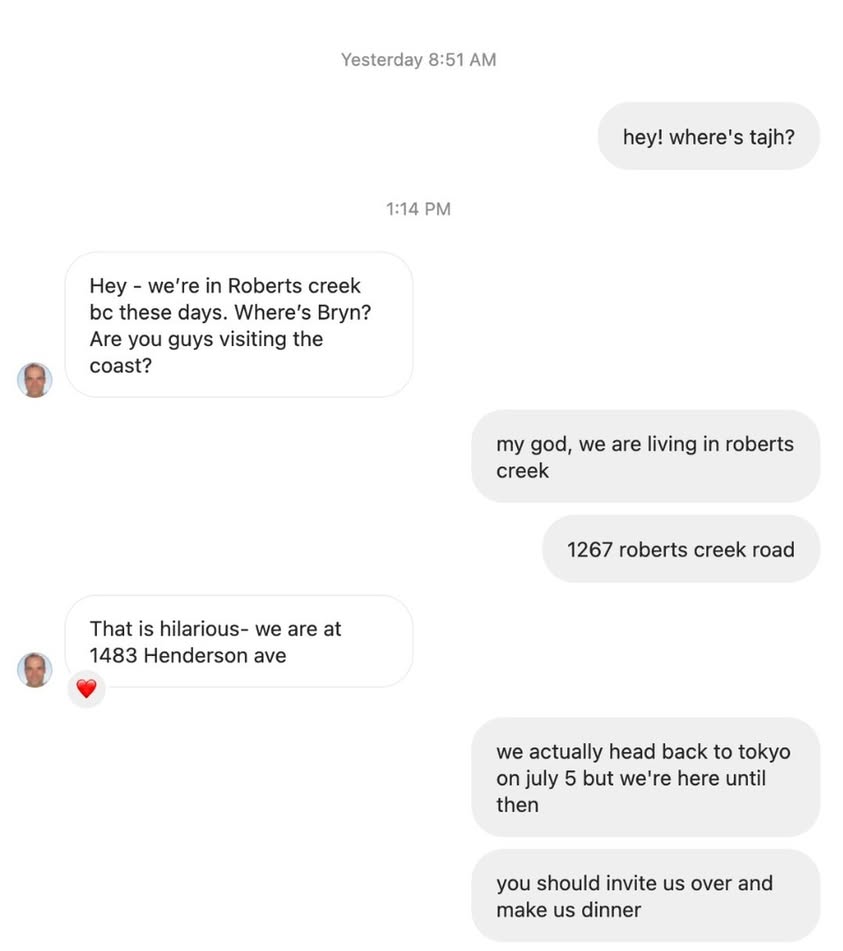 Yesterday 8:51 AM
hey! where's tajh?
1:14 PM
Hey - we’re in Roberts creek
bc these days. Where’s Bryn?
Are you guys visiting the
coast?
my god, we are living in roberts
creek
1267 roberts creek road
That is hilarious- we are at
1483 Henderson ave
we actually head back to tokyo
on july 5 but we're here until
then
you should invite us over and
make us dinner